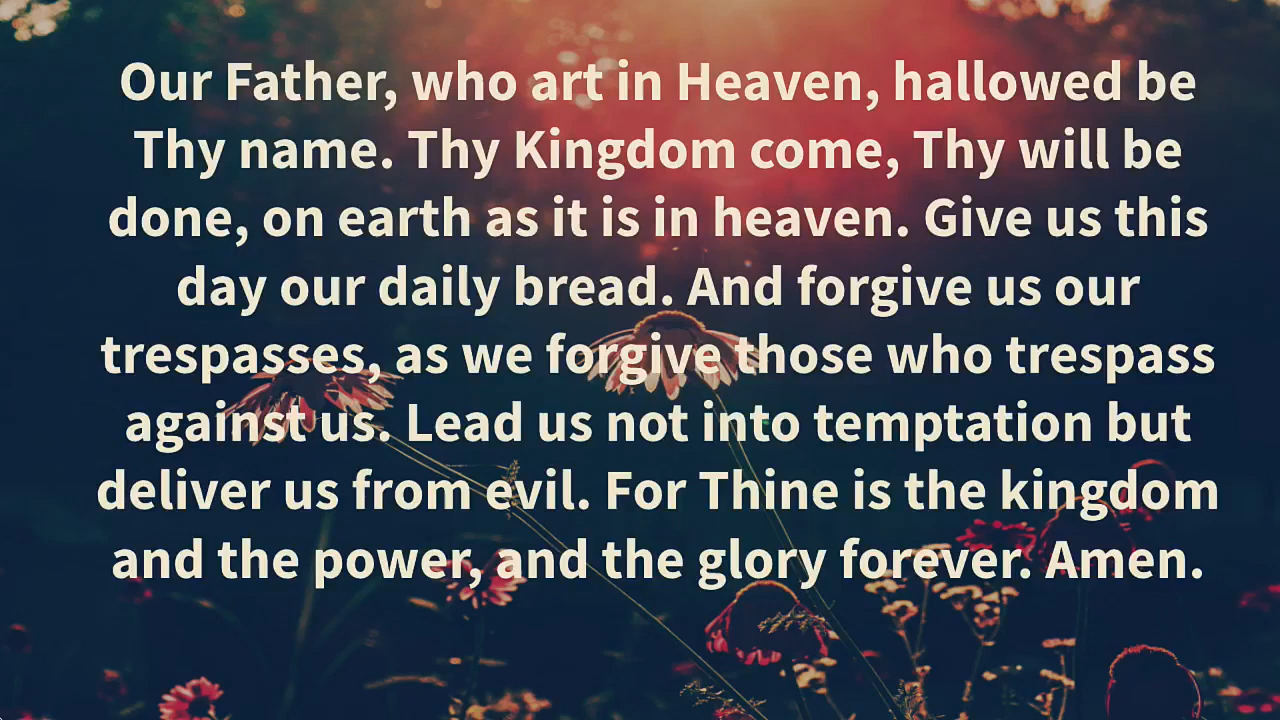 Our Father, who art in Heaven, hallowed be
Thy name. Thy Kingdom come, Thy will be
done, on earth as it is in heaven. Give us this
day our daily bread. And forgive us our
trespasses, as we forgive those who trespass
against us. Lead us not into temptation but
deliver us from evil. For Thine is the kingdom
and the power, and the glory forever. Amen.